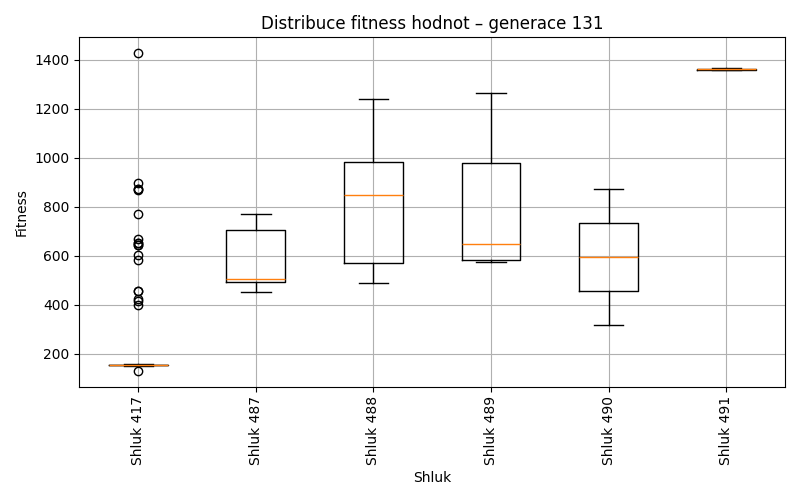 Distribuce fitness hodnot – generace 131
Fitness
1400
1200
1000
800
600
400
200
Shluk 417
Shluk 487
Shluk 488
Shluk 489
Shluk 490
Shluk 491
Shluk